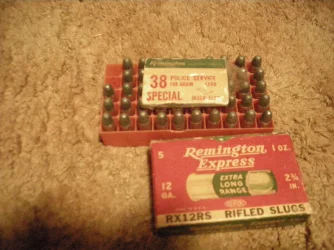 Remington
38 POLICE SERVICE
SPECIAL
5 Remington 1 oz.
Express
12 GA. EXTRA LONG RANGE 2¾ IN.
RX12RS RIFLED SLUGS